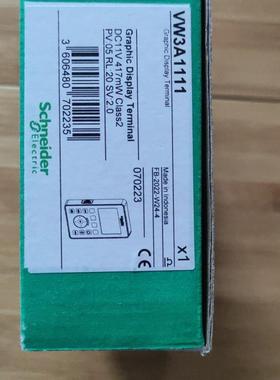 VW3A1111
Graphic Display Terminal
Made in Indonesia
FB-2022-W24-4
X1
Graphic Display Terminal
DC11V 417mW Class2
PV:05 RL:20 SV:2.0
070223
CE
3 606480 702235
Schneider
Electric